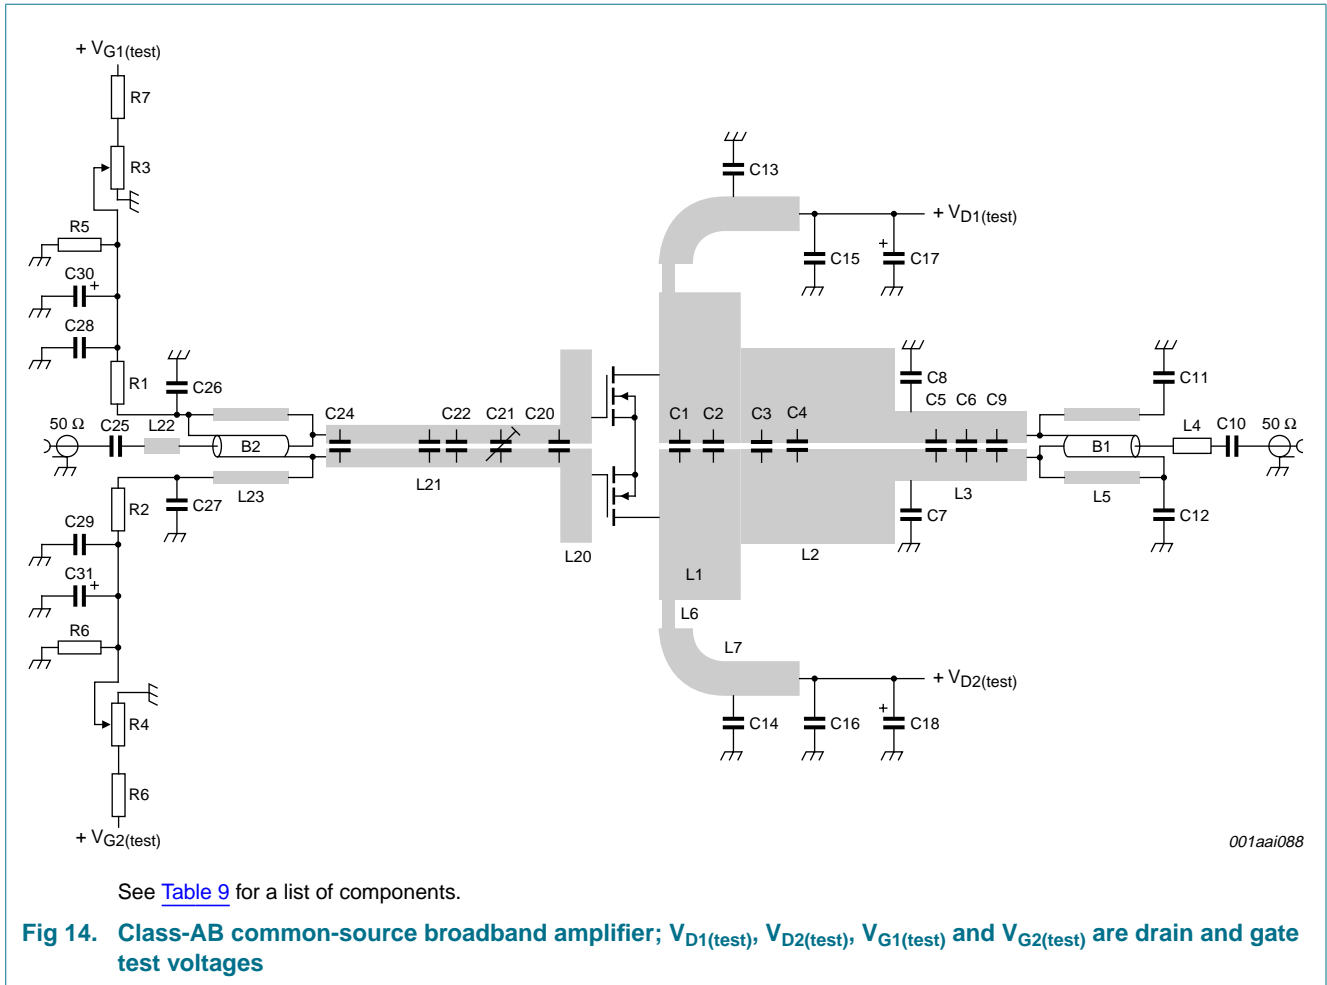 + VG1(test)
R7
R3
R5
C30
+
C28
R1
C26
50 Ω
C25
L22
B2
C24
C22
C21
C20
L21
L23
C27
R2
C29
C31
+
R6
R4
R6
+ VG2(test)
L20
C13
+ VD1(test)
C15
+
C17
C1
C2
C3
C4
C8
C5
C6
C9
C11
L4
C10
50 Ω
B1
L3
L5
C7
C12
L2
L1
L6
L7
+ VD2(test)
C14
C16
+
C18
001aai088
See Table 9 for a list of components.
Fig 14. Class-AB common-source broadband amplifier; VD1(test), VD2(test), VG1(test) and VG2(test) are drain and gate
test voltages